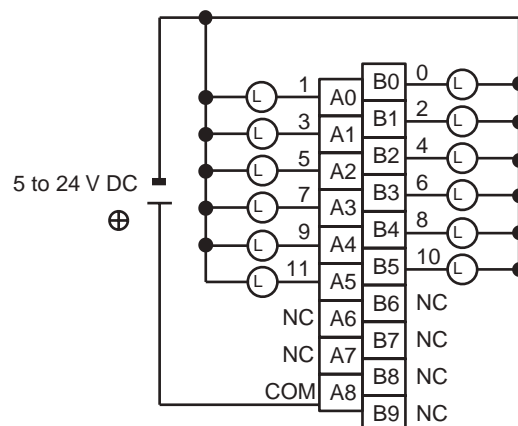 B0 0 L
L 1 A0
B1 2 L
L 3 A1
B2 4 L
L 5 A2
5 to 24 V DC
B3 6 L
L 7 A3
B4 8 L
L 9 A4
B5 10 L
L 11 A5
B6 NC
NC A6
B7 NC
NC A7
B8 NC
COM A8
B9 NC